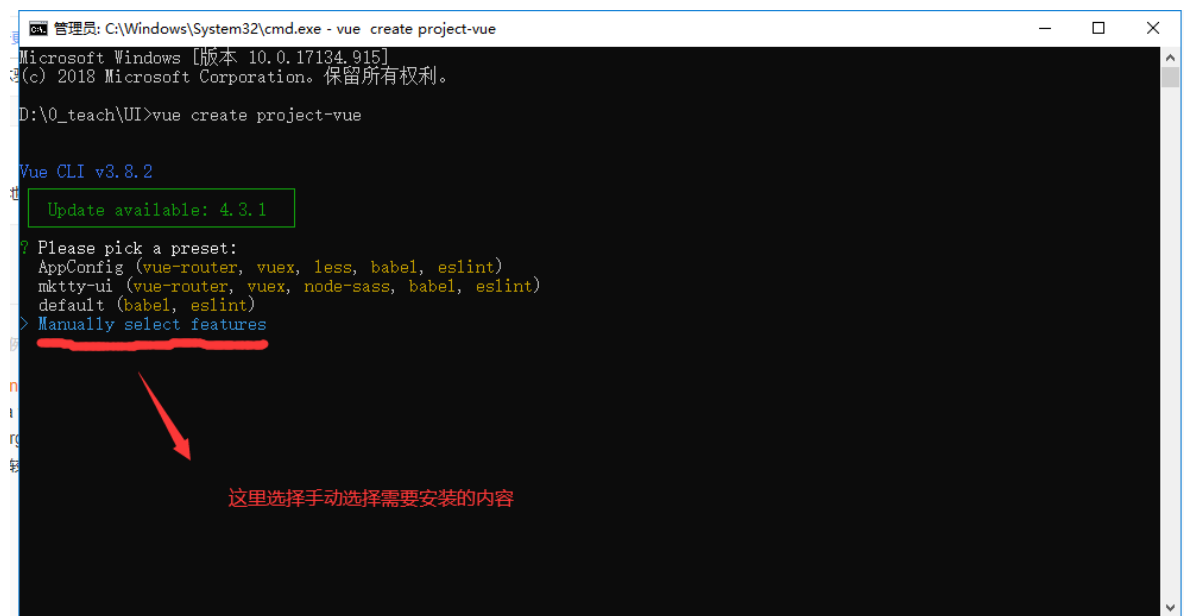 管理员: C:\Windows\System32\cmd.exe - vue create project-vue
Microsoft Windows [版本 10.0.17134.915]
(c) 2018 Microsoft Corporation。保留所有权利。
D:\0_teach\UI>vue create project-vue
Vue CLI v3.8.2
Update available: 4.3.1
? Please pick a preset:
AppConfig (vue-router, vuex, less, babel, eslint)
mktty-ui (vue-router, vuex, node-sass, babel, eslint)
default (babel, eslint)
> Manually select features
这里选择手动选择需要安装的内容